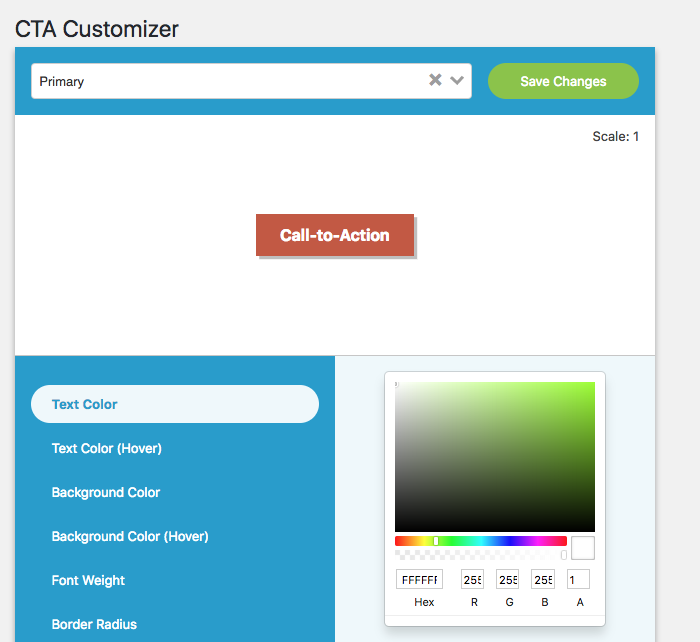 CTA Customizer
Primary
Save Changes
Scale: 1
Call-to-Action
Text Color
Text Color (Hover)
Background Color
Background Color (Hover)
Font Weight
Border Radius
FFFFFF 255 255 255 1
Hex R G B A